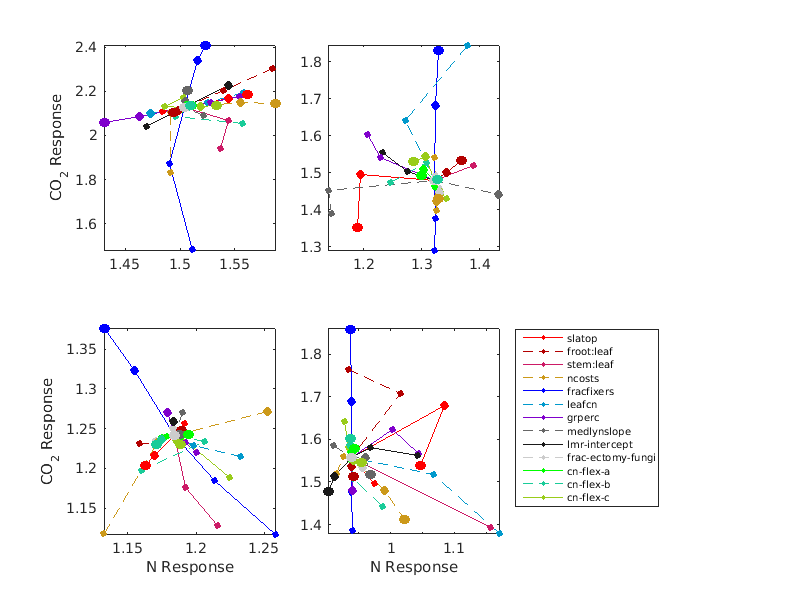 2.4
2.2
2
1.8
1.6
CO2 Response
1.45
1.5
1.55
1.8
1.7
1.6
1.5
1.4
1.3
1.2
1.3
1.4
1.35
1.3
1.25
1.2
1.15
CO2 Response
1.15
1.2
1.25
N Response
1.8
1.7
1.6
1.5
1.4
1
1.1
N Response
slatop
froot:leaf
stem:leaf
ncosts
fracfixers
leafcn
grperc
medlynslope
lmr-intercept
frac-ectomy-fungi
cn-flex-a
cn-flex-b
cn-flex-c